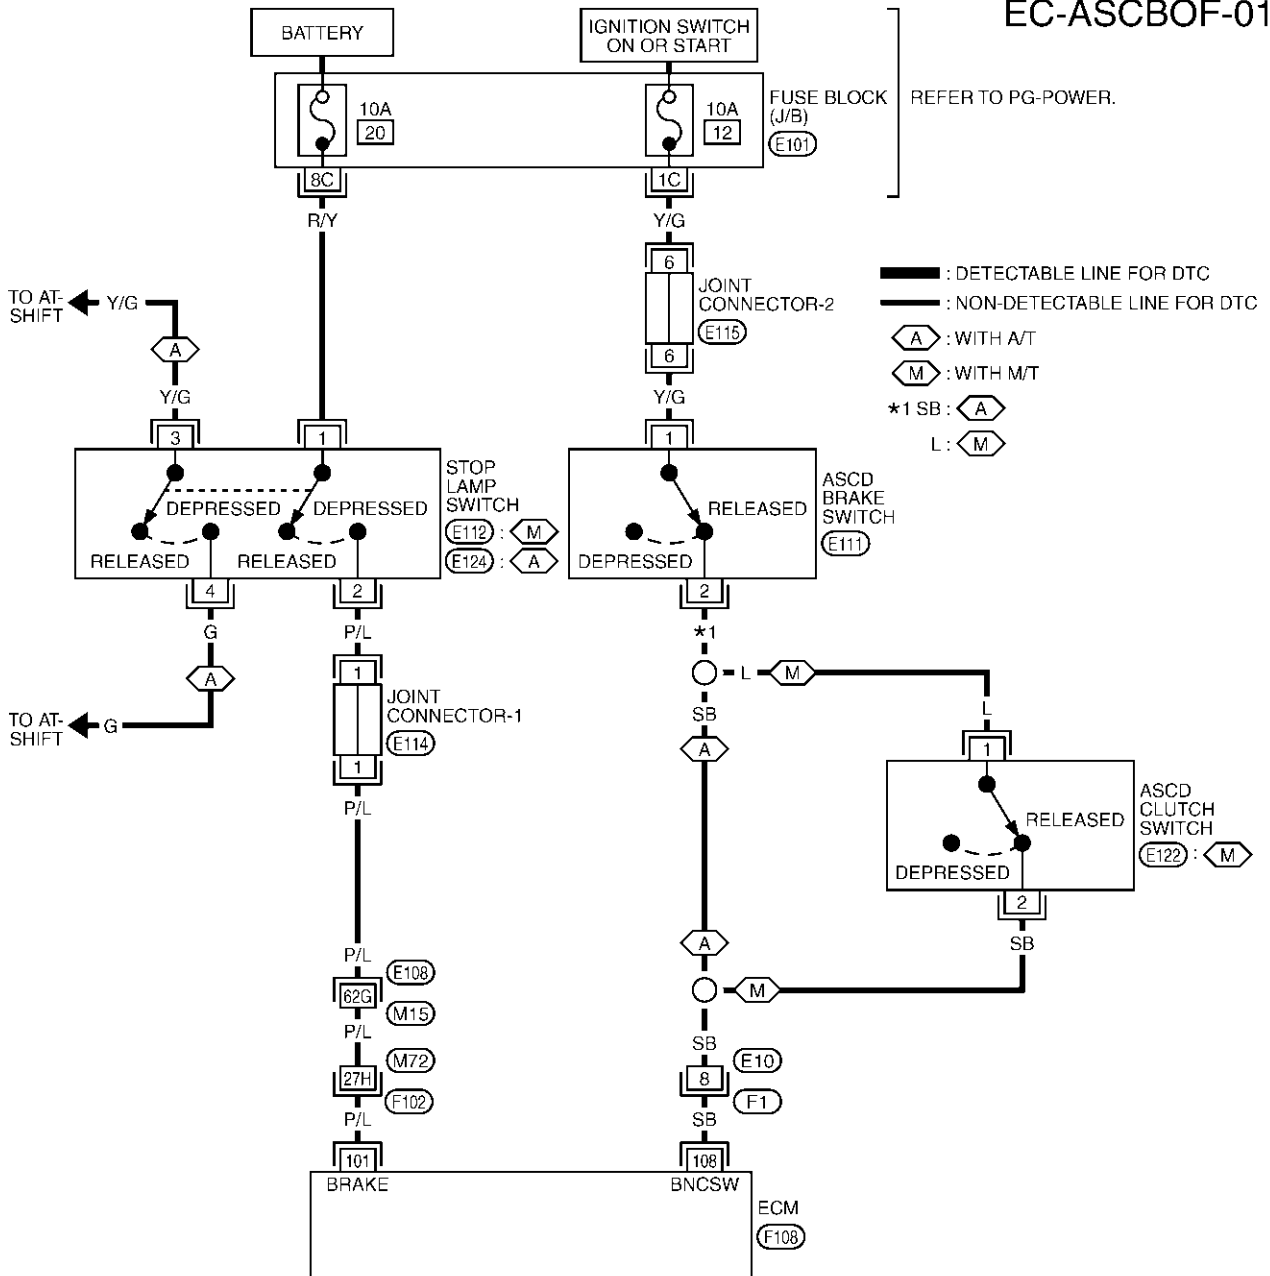 EC-ASCBOF-01
BATTERY
IGNITION SWITCH
ON OR START
10A
20
10A
12
FUSE BLOCK
(J/B)
E101
REFER TO PG-POWER.
8C
1C
R/Y
Y/G
6
JOINT
CONNECTOR-2
E115
6
Y/G
: DETECTABLE LINE FOR DTC
: NON-DETECTABLE LINE FOR DTC
A : WITH A/T
M : WITH M/T
*1 SB : A
L : M
TO AT-
SHIFT
Y/G
A
Y/G
3
1
1
DEPRESSED
DEPRESSED
RELEASED
RELEASED
STOP
LAMP
SWITCH
E112 : M
E124 : A
RELEASED
DEPRESSED
ASCD
BRAKE
SWITCH
E111
4
2
2
G
P/L
*1
A
TO AT-
SHIFT
G
1
JOINT
CONNECTOR-1
E114
1
P/L
L
M
L
SB
A
1
RELEASED
DEPRESSED
ASCD
CLUTCH
SWITCH
E122 : M
2
SB
A
M
P/L
E108
62G
M15
P/L
M72
27H
F102
P/L
SB
E10
8
F1
SB
101
108
BRAKE
BNCSW
ECM
F108